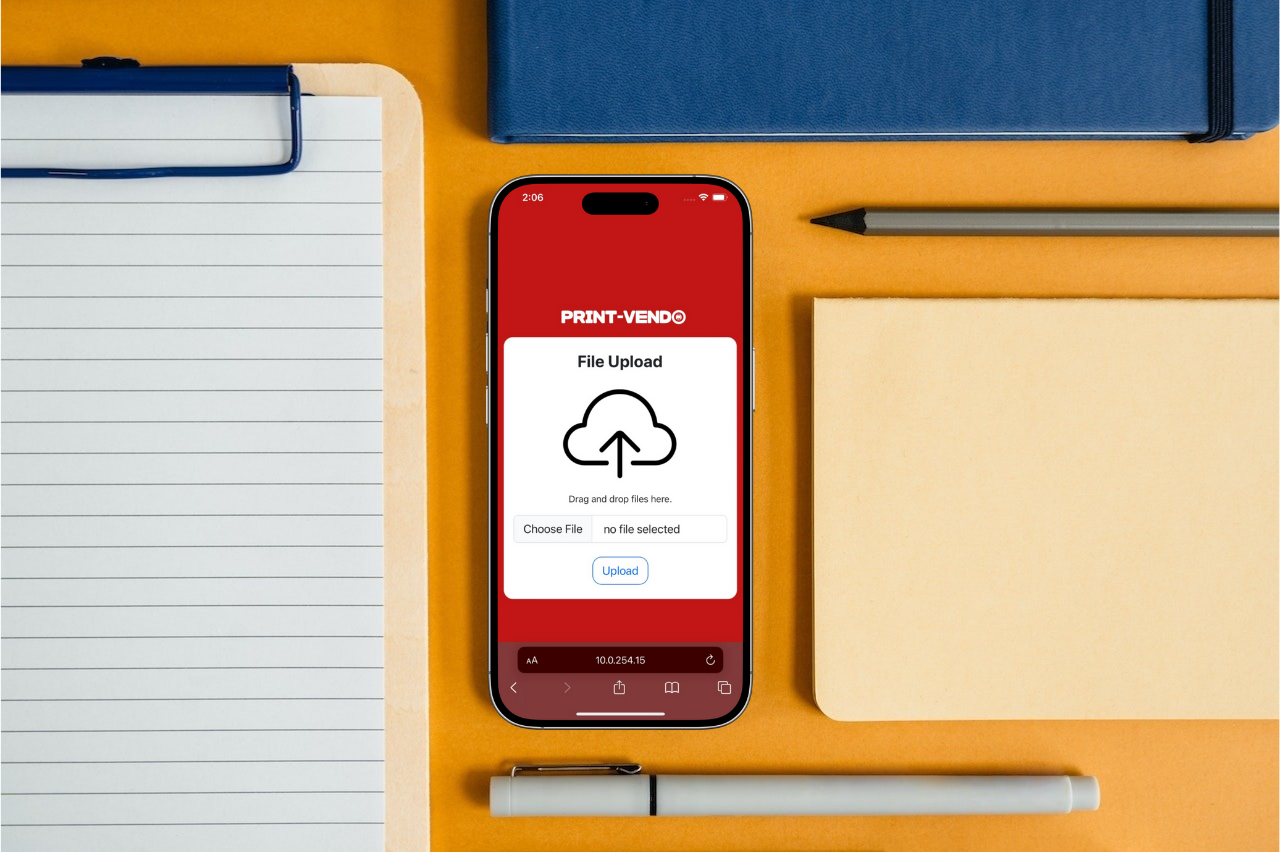 2:06
PRINT-VENDO
File Upload
Drag and drop files here.
Choose File no file selected
Upload
AA 10.0.254.15